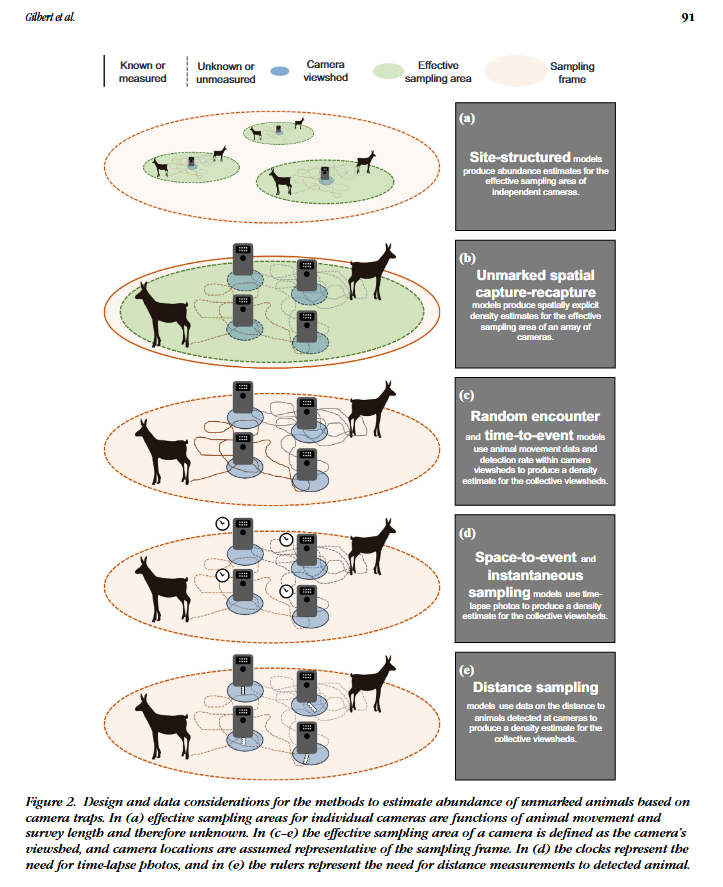 Gilbert et al.
91
Known or
measured
Unknown or
unmeasured
Camera
viewshed
Effective
sampling area
Sampling
frame
(a)
Site-structured models
produce abundance estimates for the
effective sampling area of
independent cameras.
(b)
Unmarked spatial
capture-recapture
models produce spatially explicit
density estimates for the effective
sampling area of an array of
cameras.
(c)
Random encounter
and time-to-event models
use animal movement data and
detection rate within camera
viewsheds to produce a density
estimate for the collective viewsheds.
(d)
Space-to-event and
instantaneous
sampling models use time-
lapse photos to produce a density
estimate for the collective viewsheds.
(e)
Distance sampling
models use data on the distance to
animals detected at cameras to
produce a density estimate for the
collective viewsheds.
Figure 2. Design and data considerations for the methods to estimate abundance of unmarked animals based on
camera traps. In (a) effective sampling areas for individual cameras are functions of animal movement and
survey length and therefore unknown. In (c–e) the effective sampling area of a camera is defined as the camera's
viewshed, and camera locations are assumed representative of the sampling frame. In (d) the clocks represent the
need for time-lapse photos, and in (e) the rulers represent the need for distance measurements to detected animal.